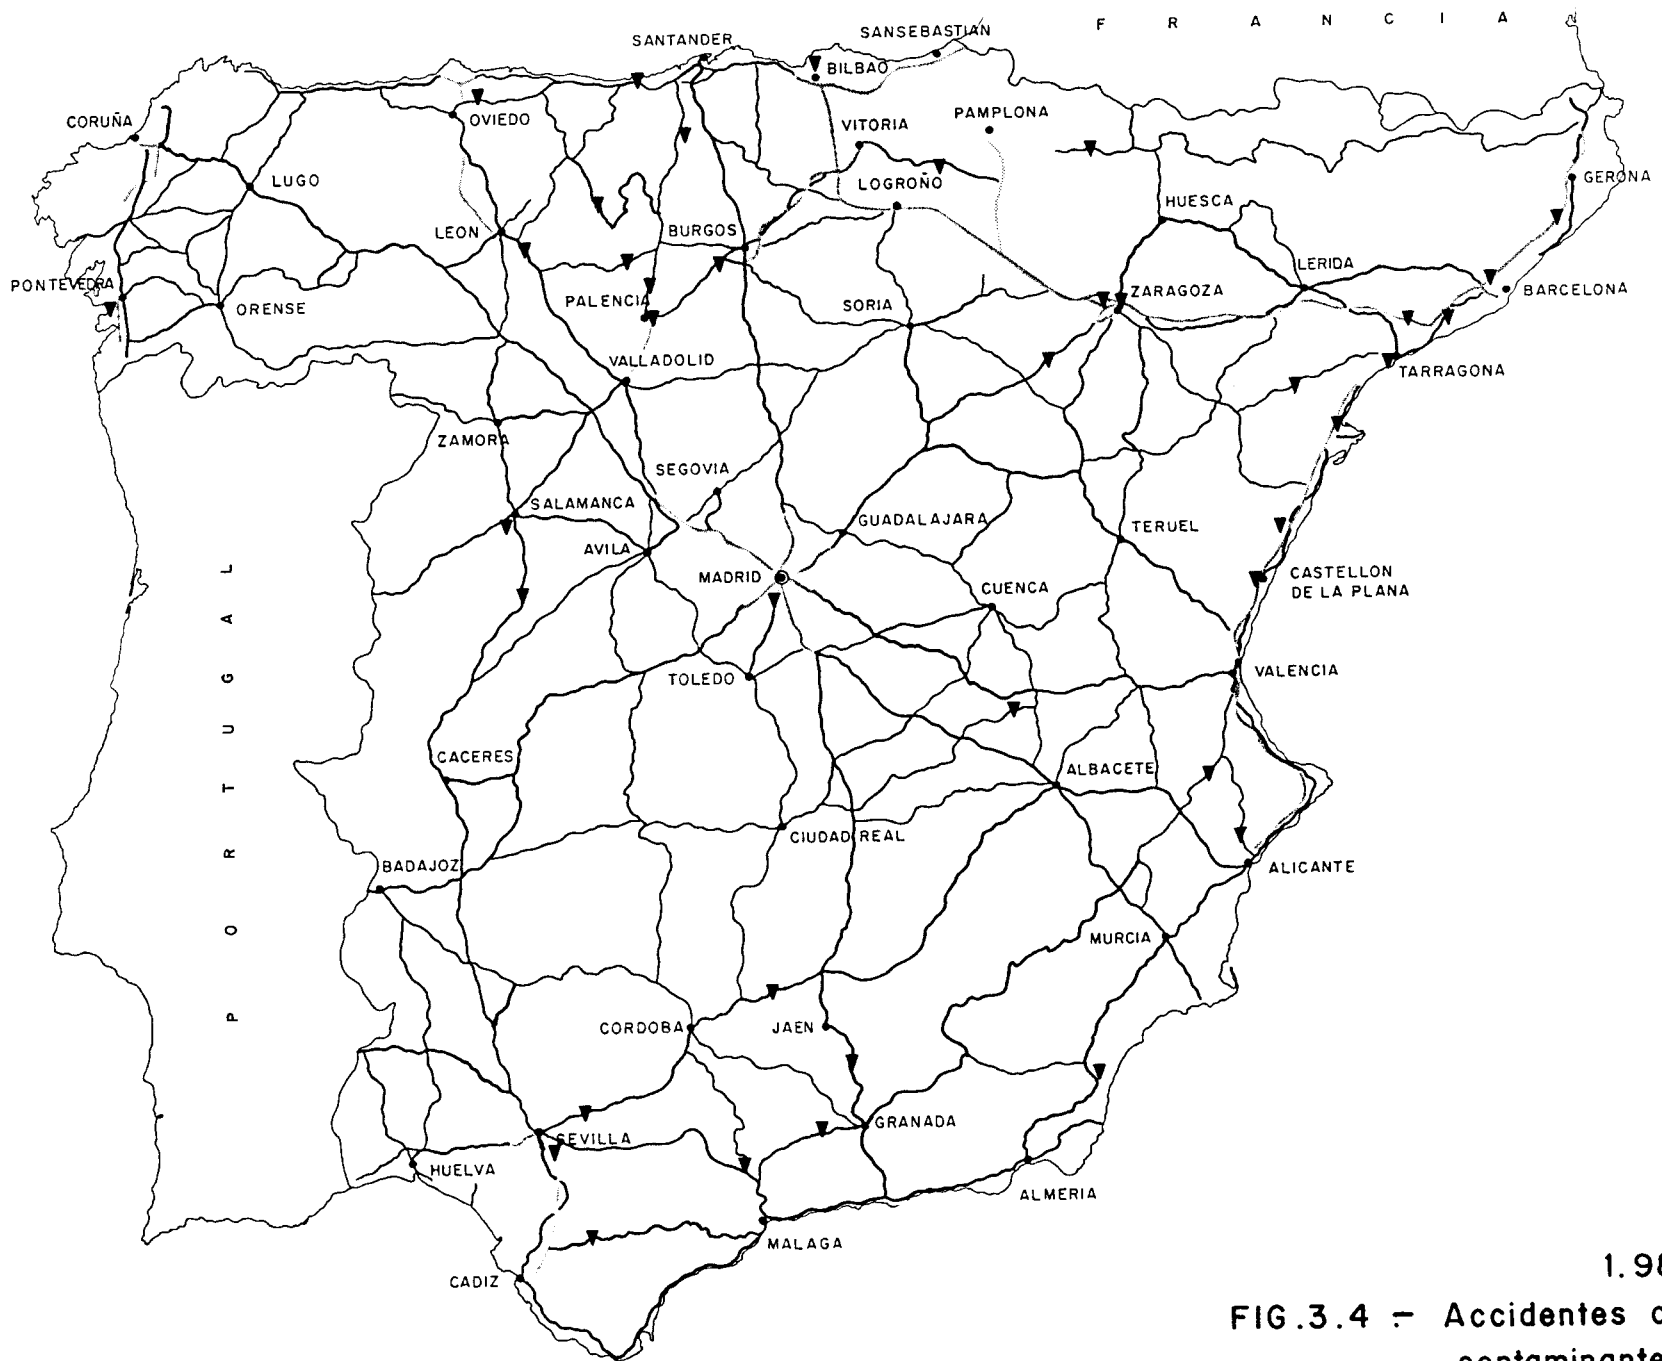 F R A N C I A
SANTANDER
SANSEBASTIAN
BILBAO
CORUÑA
OVIEDO
VITORIA
PAMPLONA
LUGO
LOGROÑO
GERONA
HUESCA
LEON
BURGOS
LERIDA
PONTEVEDRA
ORENSE
PALENCIA
SORIA
ZARAGOZA
BARCELONA
VALLADOLID
TARRAGONA
ZAMORA
SEGOVIA
SALAMANCA
GUADALAJARA
TERUEL
AVILA
MADRID
CUENCA
CASTELLON
DE LA PLANA
PORTUGAL
TOLEDO
VALENCIA
CACERES
ALBACETE
CIUDAD REAL
BADAJOZ
ALICANTE
MURCIA
CORDOBA
JAEN
SEVILLA
GRANADA
HUELVA
ALMERIA
MALAGA
CADIZ
1.98
FIG.3.4 - Accidentes
contaminante